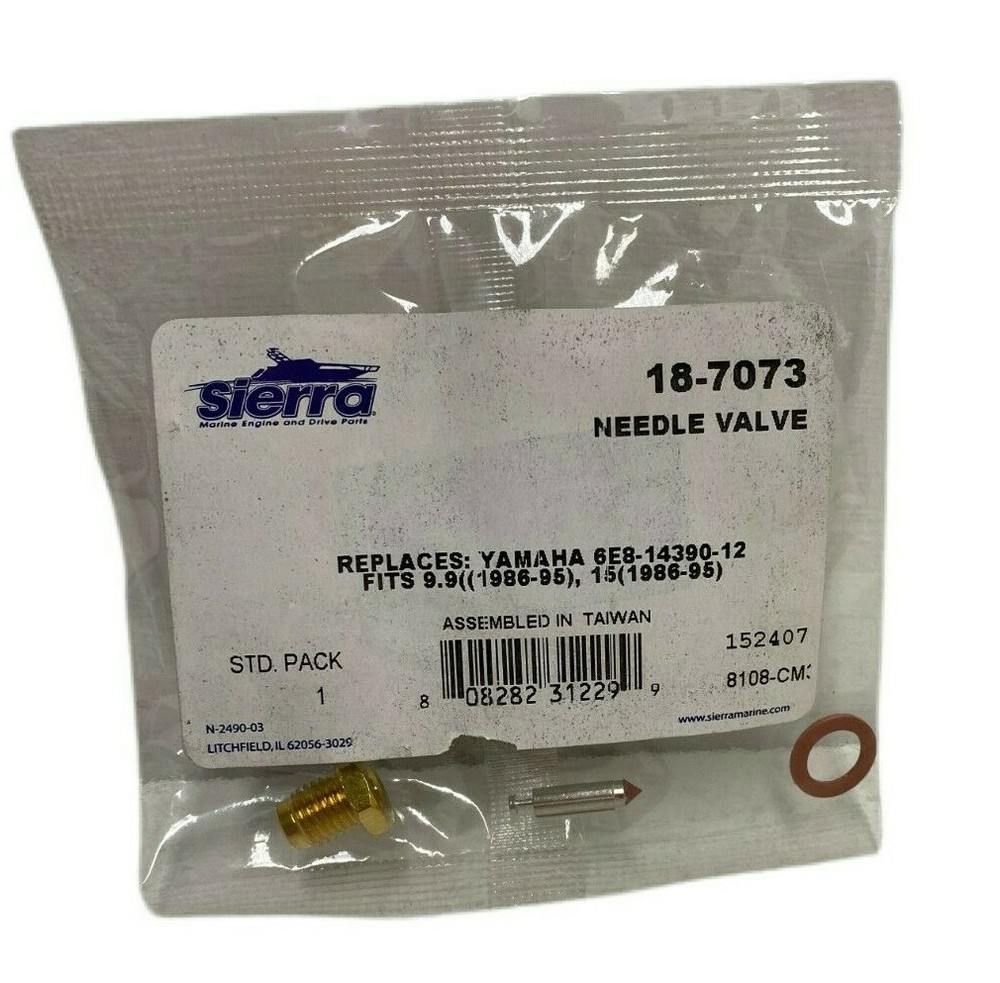 sierra
Marine Engine and Drive Parts
18-7073
NEEDLE VALVE
REPLACES: YAMAHA 6E8-14390-12
FITS 9.9((1986-95), 15(1986-95)
ASSEMBLED IN TAIWAN
STD. PACK
1
8 08282 31229 9
152407
8108-CM
N-2490-03
LITCHFIELD, IL 62056-3029
www.sierramarine.com